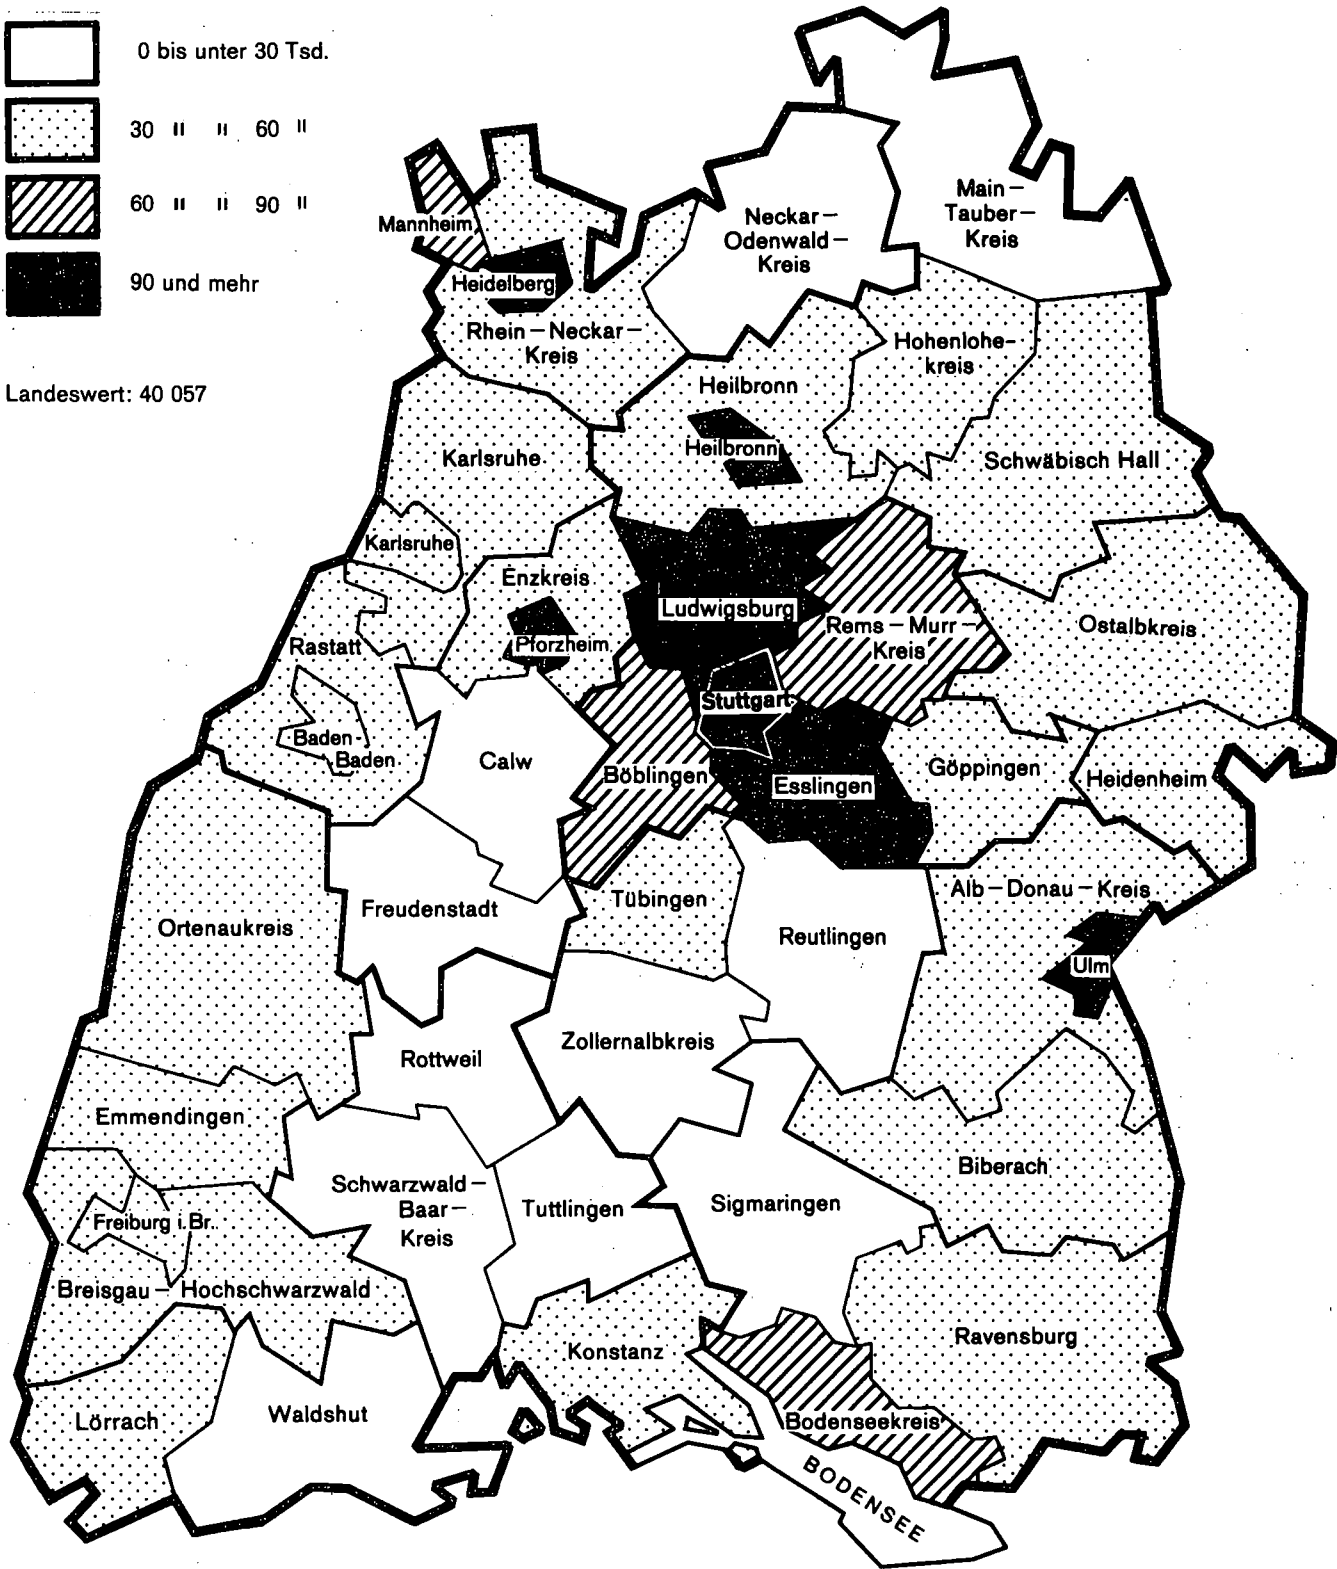 0 bis unter 30 Tsd.
30 " " 60 "
60 " " 90 "
90 und mehr
Landeswert: 40 057
Main-
Tauber-
Kreis
Neckar-
Odenwald-
Kreis
Mannheim
Heidelberg
Rhein-Neckar-
Kreis
Hohenlohe-
kreis
Heilbronn
Heilbronn
Karlsruhe
Schwäbisch Hall
Karlsruhe
Enzkreis
Ludwigsburg
Pforzheim
Rems-Murr-
Kreis
Ostalbkreis
Rastatt
Stuttgart
Baden-
Baden
Calw
Böblingen
Esslingen
Göppingen
Heidenheim
Freudenstadt
Tübingen
Alb-Donau-Kreis
Ortenaukreis
Reutlingen
Ulm
Rottweil
Zollernalbkreis
Emmendingen
Biberach
Schwarzwald-
Baar-
Kreis
Tuttlingen
Sigmaringen
Freiburg i.Br.
Breisgau-Hochschwarzwald
Konstanz
Ravensburg
Lörrach
Waldshut
Bodenseekreis
BODENSEE